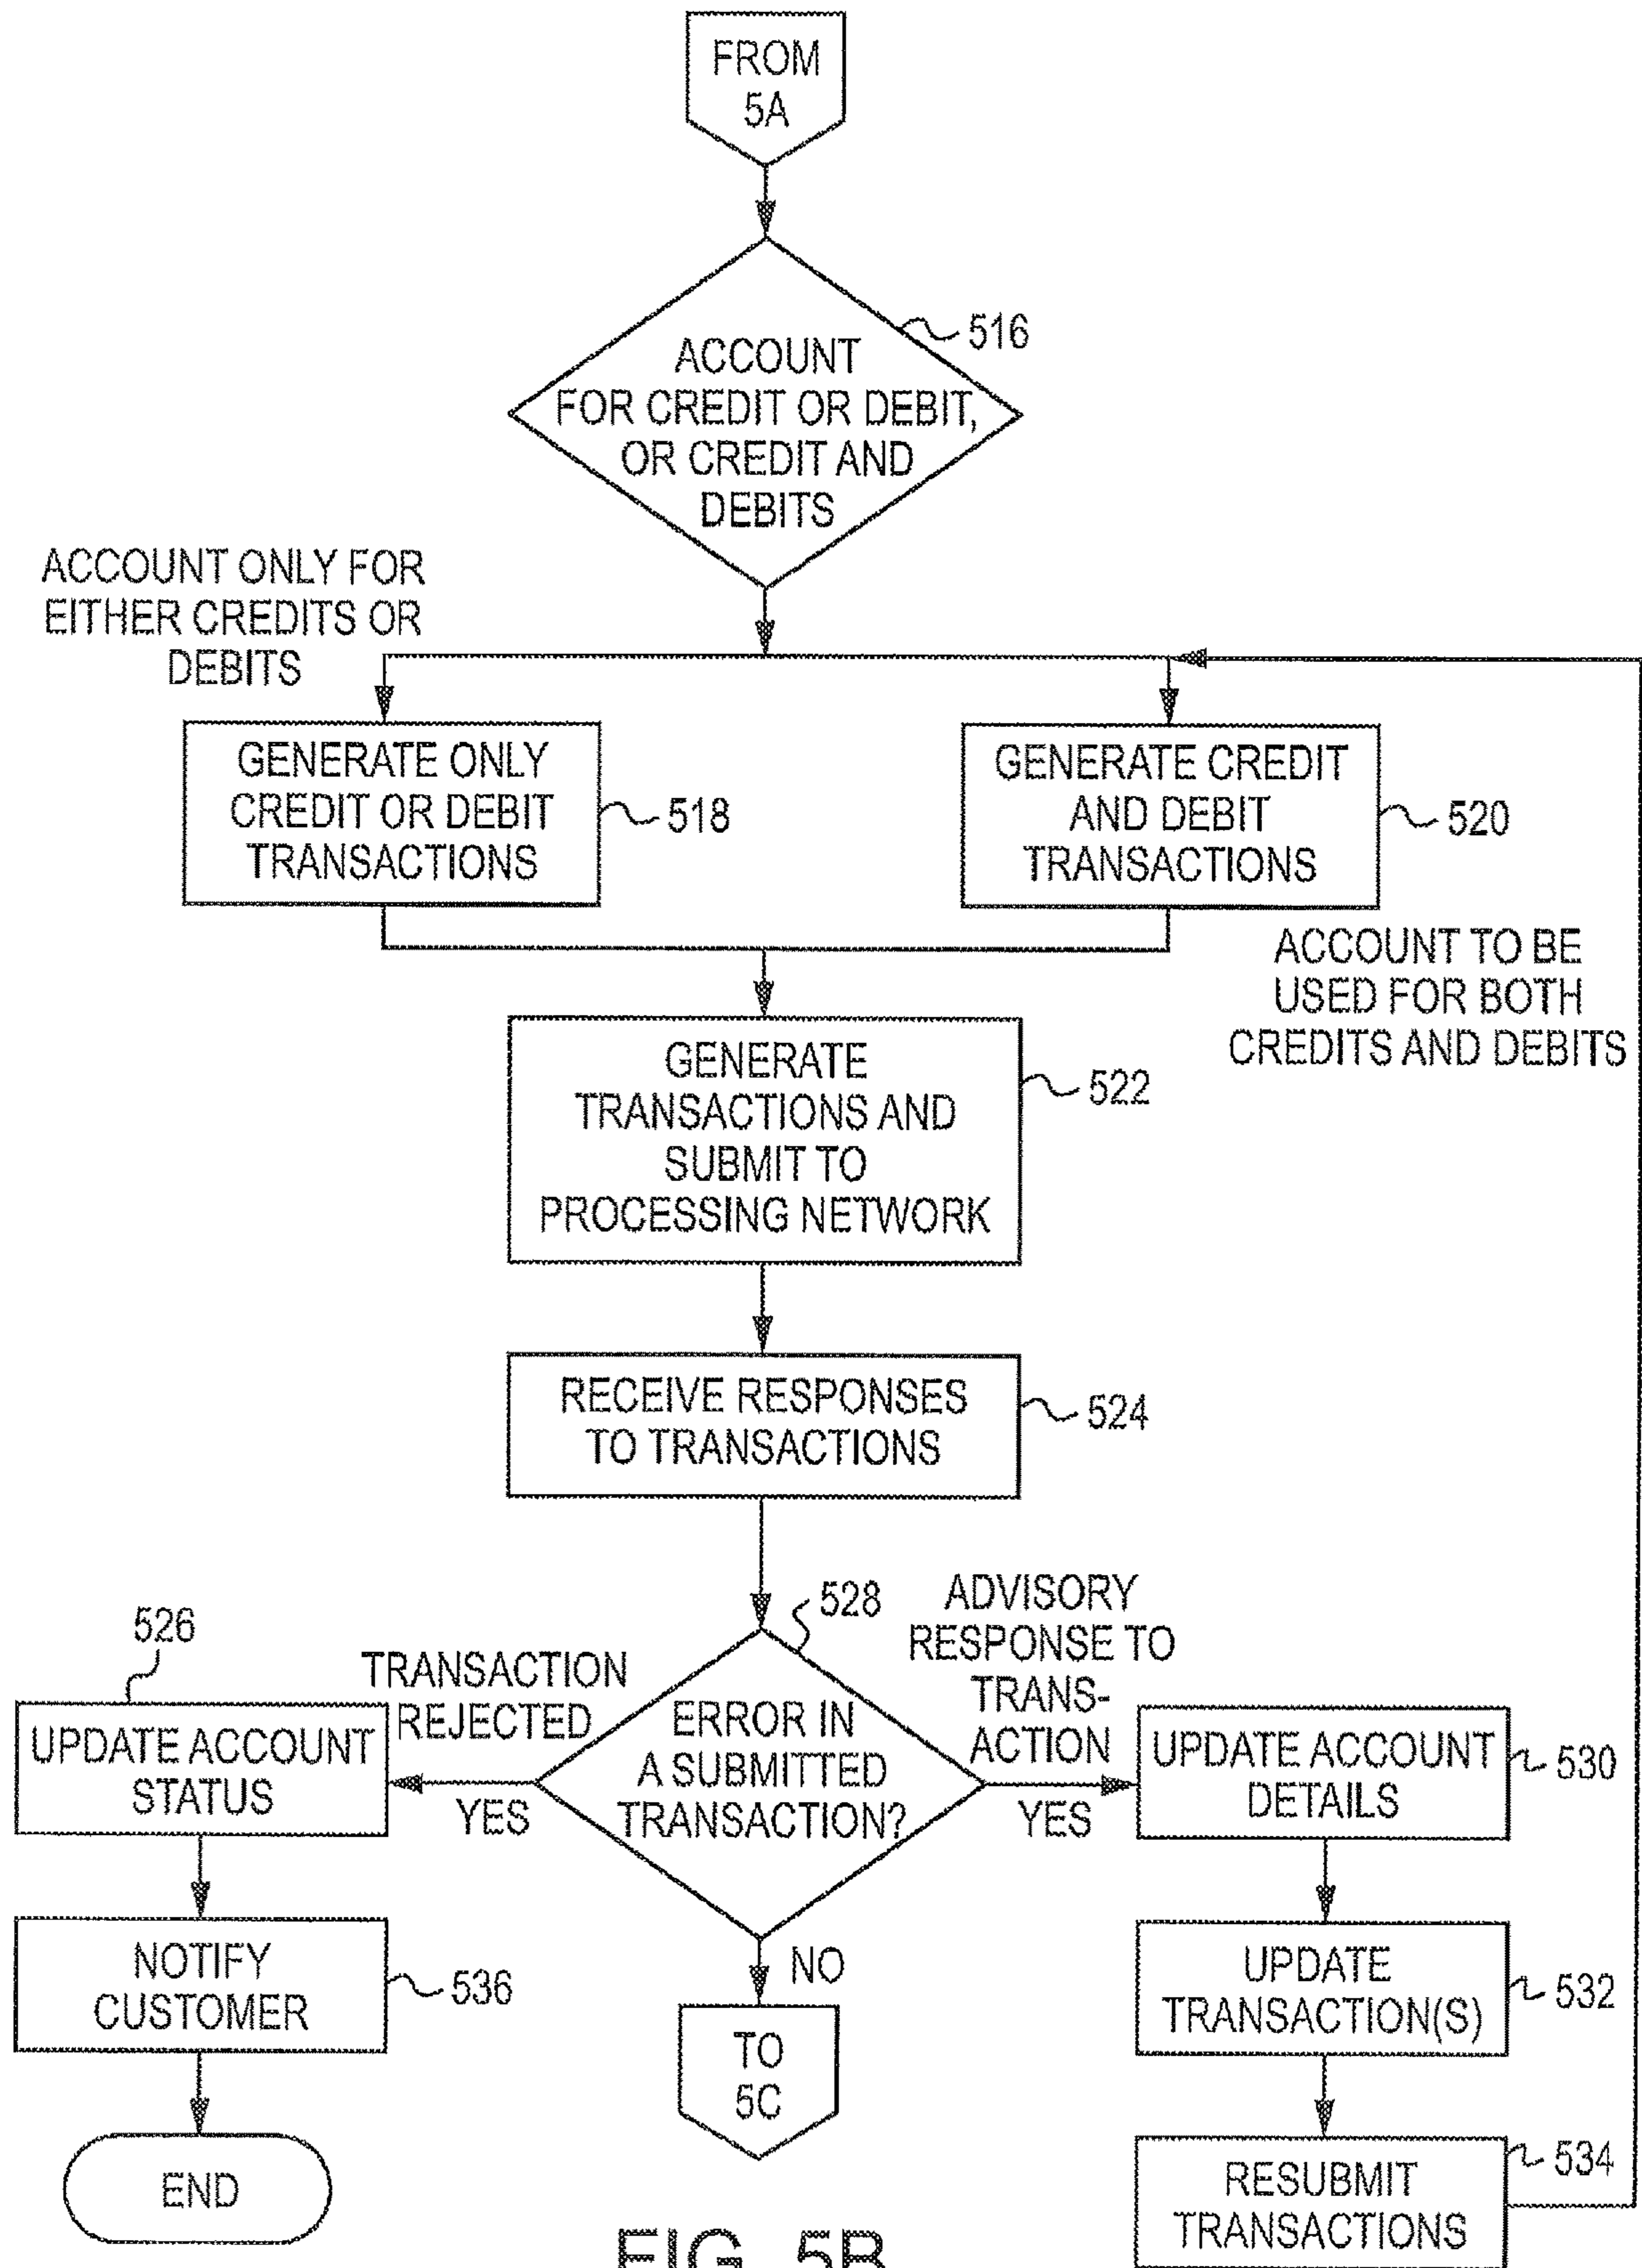 FROM
5A
516
ACCOUNT
FOR CREDIT OR DEBIT,
OR CREDIT AND
DEBITS
ACCOUNT ONLY FOR
EITHER CREDITS OR
DEBITS
GENERATE ONLY
CREDIT OR DEBIT
TRANSACTIONS
518
GENERATE CREDIT
AND DEBIT
TRANSACTIONS
520
ACCOUNT TO BE
USED FOR BOTH
CREDITS AND DEBITS
GENERATE
TRANSACTIONS AND
SUBMIT TO
PROCESSING NETWORK
522
RECEIVE RESPONSES
TO TRANSACTIONS
524
528
ERROR IN
A SUBMITTED
TRANSACTION?
TRANSACTION
REJECTED
YES
526
UPDATE ACCOUNT
STATUS
NOTIFY
CUSTOMER
536
END
NO
TO
5C
ADVISORY
RESPONSE TO
TRANS-
ACTION
YES
UPDATE ACCOUNT
DETAILS
530
UPDATE
TRANSACTION(S)
532
RESUBMIT
TRANSACTIONS
534
FIG. 5B